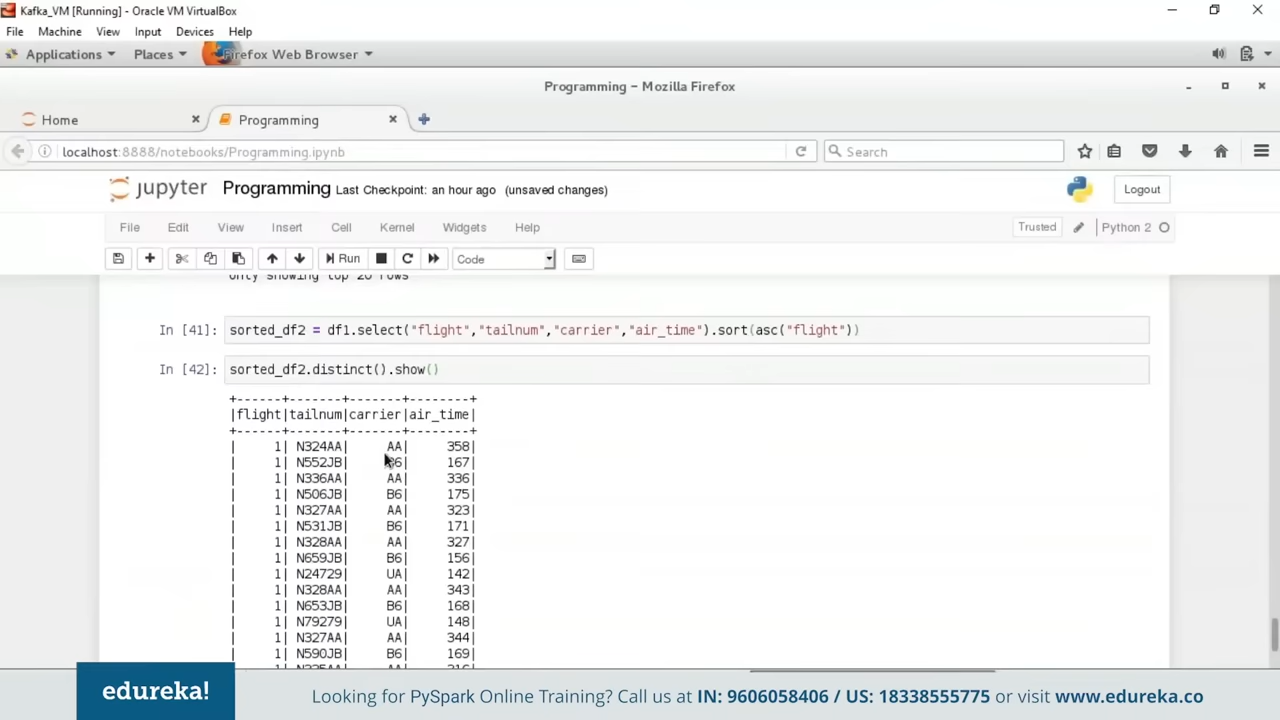 Kafka_VM [Running] - Oracle VM VirtualBox
File Machine View Input Devices Help
Applications Places Firefox Web Browser
Programming - Mozilla Firefox
Home Programming
localhost:8888/notebooks/Programming.ipynb Search
jupyter Programming Last Checkpoint: an hour ago (unsaved changes) Logout
File Edit View Insert Cell Kernel Widgets Help Trusted Python 2
Run Code
only showing top 20 rows
In [41]: sorted_df2 = df1.select("flight","tailnum","carrier","air_time").sort(asc("flight"))
In [42]: sorted_df2.distinct().show()
+------+-------+-------+--------+
|flight|tailnum|carrier|air_time|
+------+-------+-------+--------+
| 1| N324AA| AA| 358|
| 1| N552JB| B6| 167|
| 1| N336AA| AA| 336|
| 1| N506JB| B6| 175|
| 1| N327AA| AA| 323|
| 1| N531JB| B6| 171|
| 1| N328AA| AA| 327|
| 1| N659JB| B6| 156|
| 1| N24729| UA| 142|
| 1| N328AA| AA| 343|
| 1| N653JB| B6| 168|
| 1| N79279| UA| 148|
| 1| N327AA| AA| 344|
| 1| N590JB| B6| 169|
edureka! Looking for PySpark Online Training? Call us at IN: 9606058406 / US: 18338555775 or visit www.edureka.co